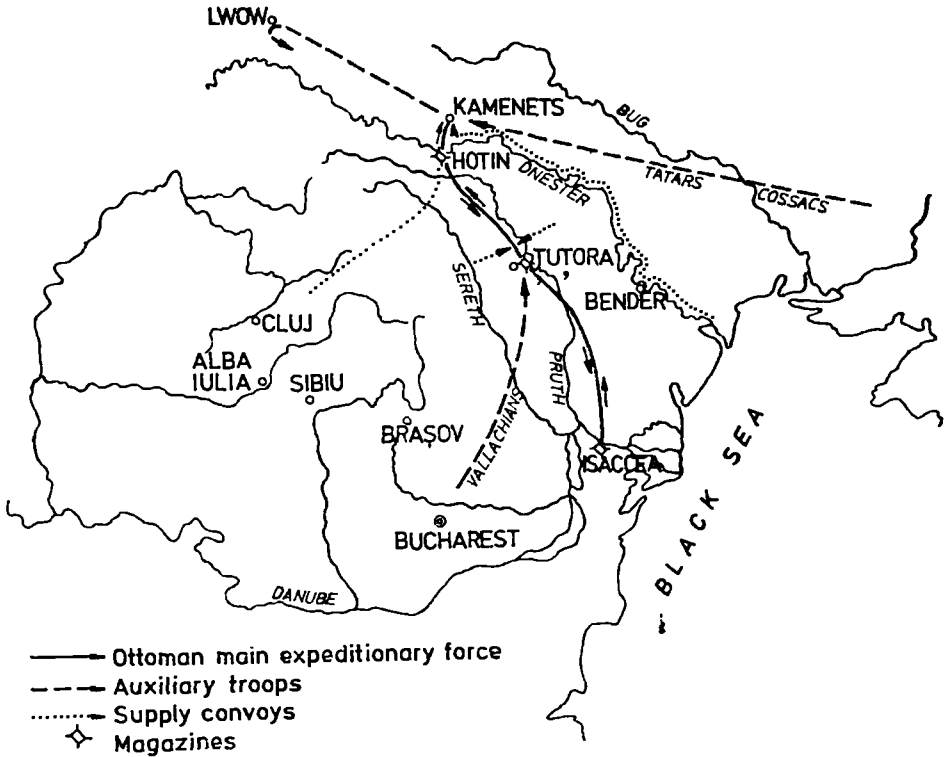 LWOW
KAMENETS
BUG
HOTIN
DNESTER
TATARS
COSSACS
TUTORA,
SERETH
BENDER
CLUJ
ALBA
IULIA
SIBIU
PRUTH
BRAȘOV
VALLACHIANS
ISACCEA
BLACK SEA
BUCHAREST
DANUBE
Ottoman main expeditionary force
Auxiliary troops
Supply convoys
Magazines